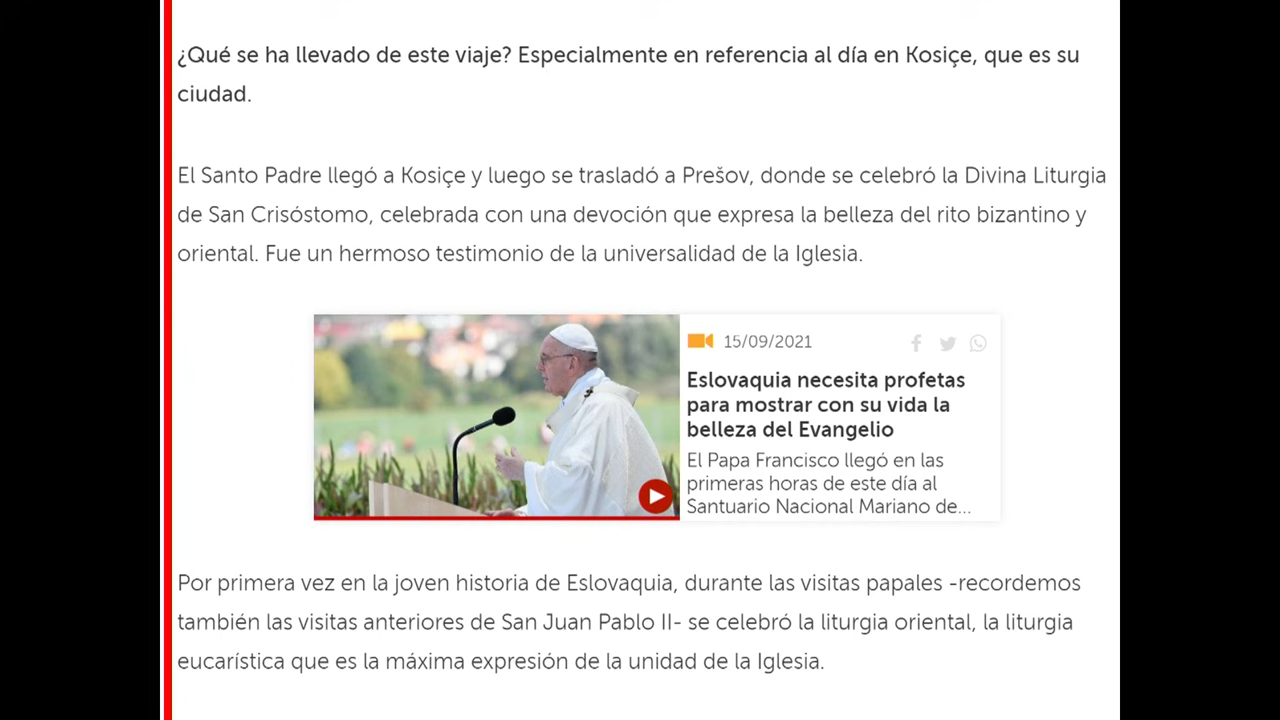 ¿Qué se ha llevado de este viaje? Especialmente en referencia al día en Kosiçe, que es su
ciudad.
El Santo Padre llegó a Kosiçe y luego se trasladó a Prešov, donde se celebró la Divina Liturgia
de San Crisóstomo, celebrada con una devoción que expresa la belleza del rito bizantino y
oriental. Fue un hermoso testimonio de la universalidad de la Iglesia.
15/09/2021
Eslovaquia necesita profetas
para mostrar con su vida la
belleza del Evangelio
El Papa Francisco llegó en las
primeras horas de este día al
Santuario Nacional Mariano de...
Por primera vez en la joven historia de Eslovaquia, durante las visitas papales -recordemos
también las visitas anteriores de San Juan Pablo II- se celebró la liturgia oriental, la liturgia
eucarística que es la máxima expresión de la unidad de la Iglesia.